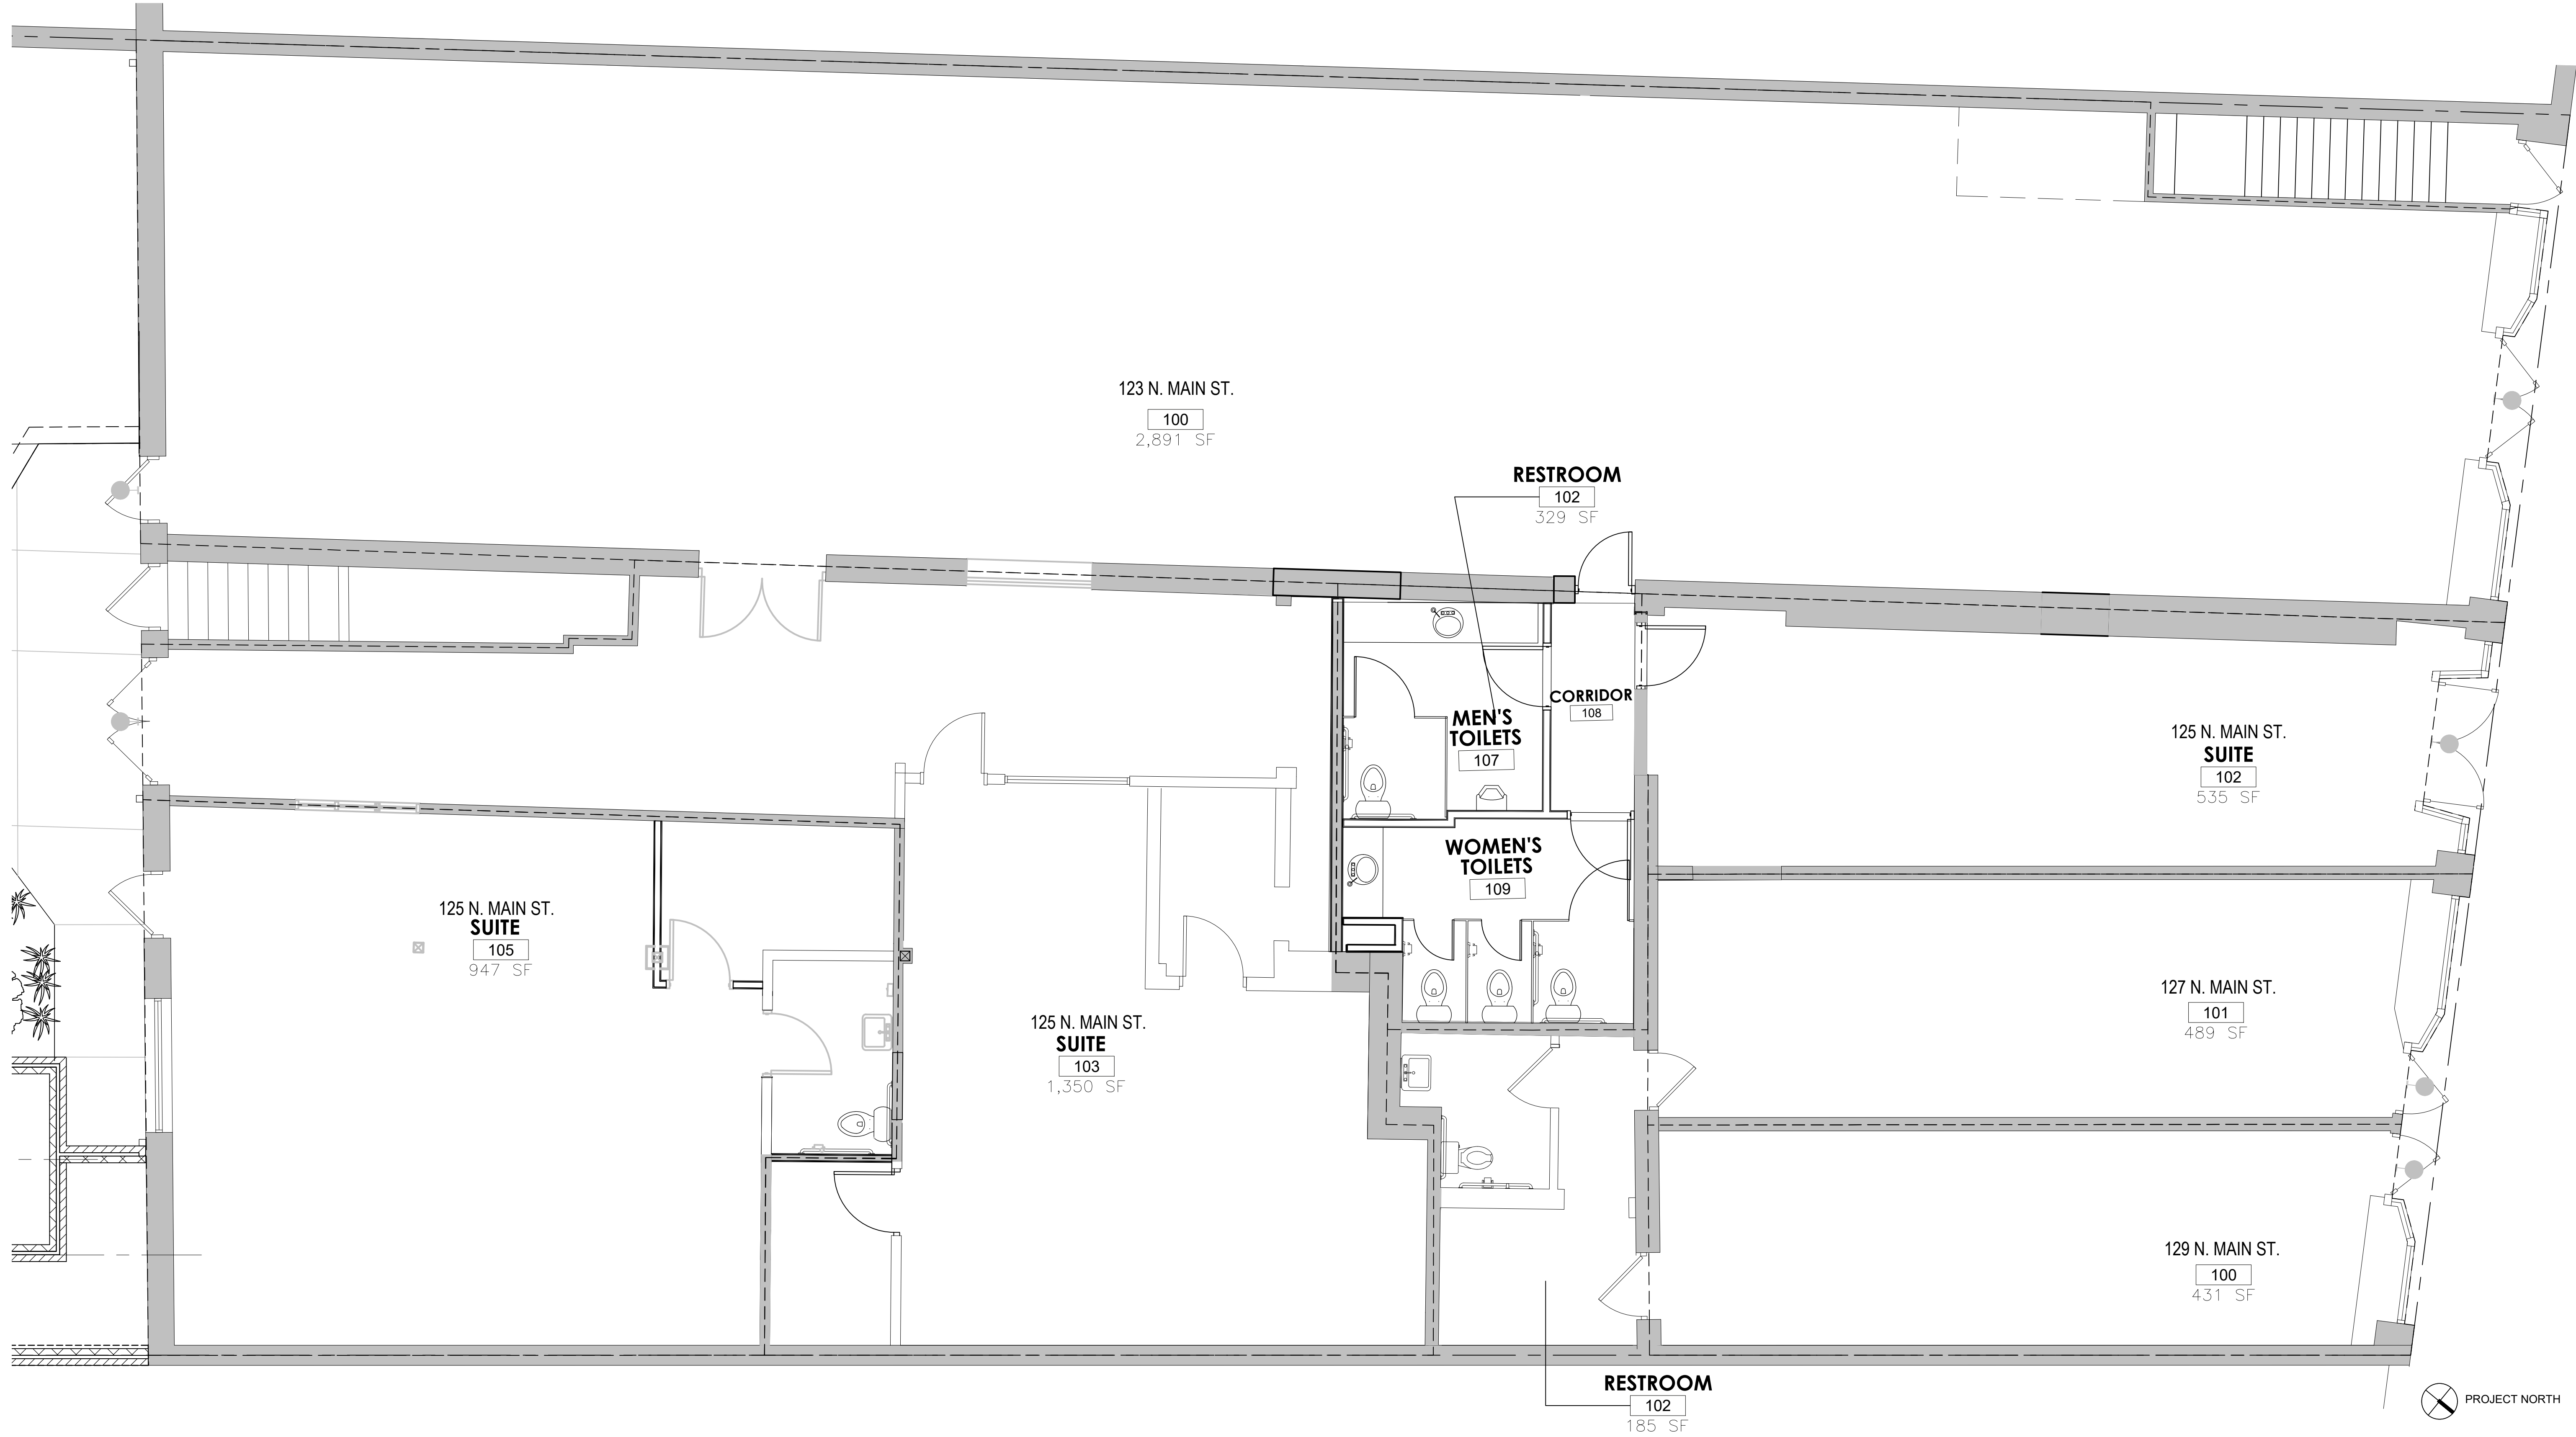 123 N. MAIN ST.
100
2,891 SF
RESTROOM
102
329 SF
CORRIDOR
108
MEN'S
TOILETS
107
125 N. MAIN ST.
SUITE
102
535 SF
WOMEN'S
TOILETS
109
125 N. MAIN ST.
SUITE
105
947 SF
125 N. MAIN ST.
SUITE
103
1,350 SF
127 N. MAIN ST.
101
489 SF
129 N. MAIN ST.
100
431 SF
RESTROOM
102
185 SF
PROJECT NORTH